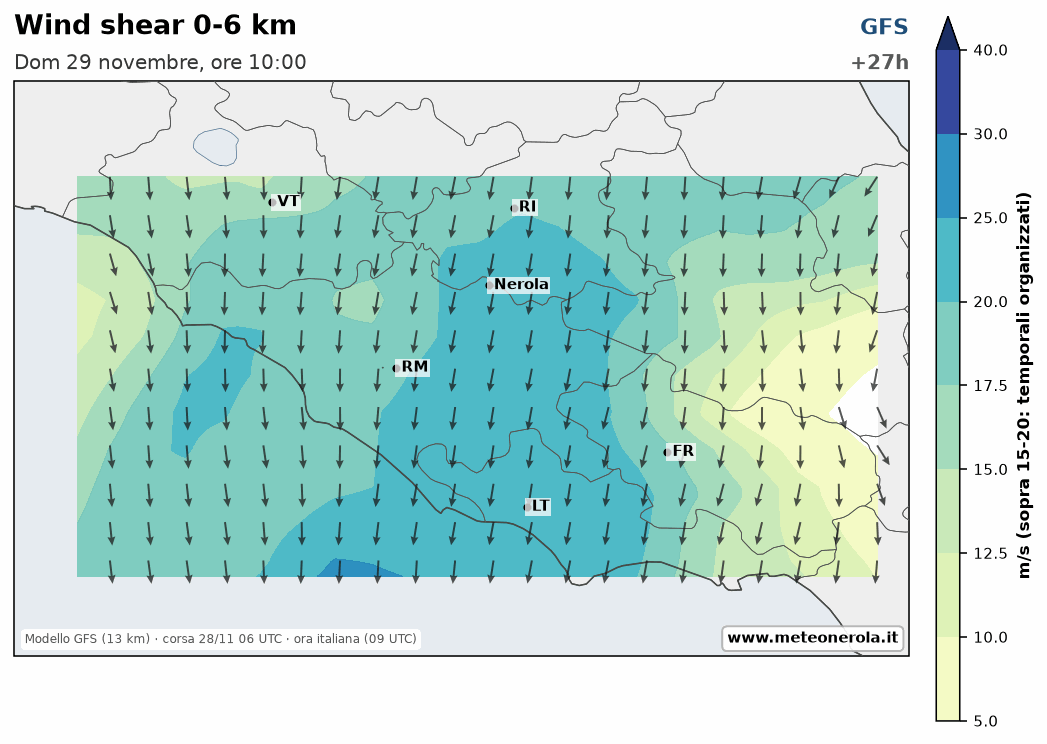 Wind shear 0-6 km
GFS
Dom 29 novembre, ore 10:00
+27h
VT
RI
Nerola
RM
FR
LT
40.0
30.0
25.0
20.0
17.5
15.0
12.5
10.0
5.0
m/s (sopra 15-20: temporali organizzati)
Modello GFS (13 km) · corsa 28/11 06 UTC · ora italiana (09 UTC)
www.meteonerola.it